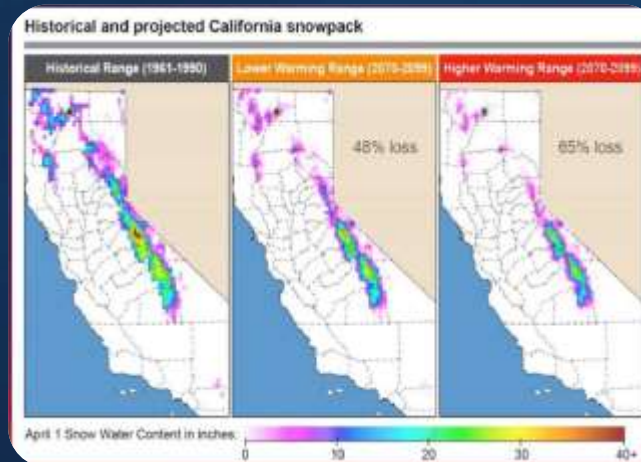 Historical and projected California snowpack
Historical Range (1961-1990)
Lower Warming Range (2070-2099)
Higher Warming Range (2070-2099)
48% loss
65% loss
April 1 Snow Water Content in inches:
0 10 20 30 40+